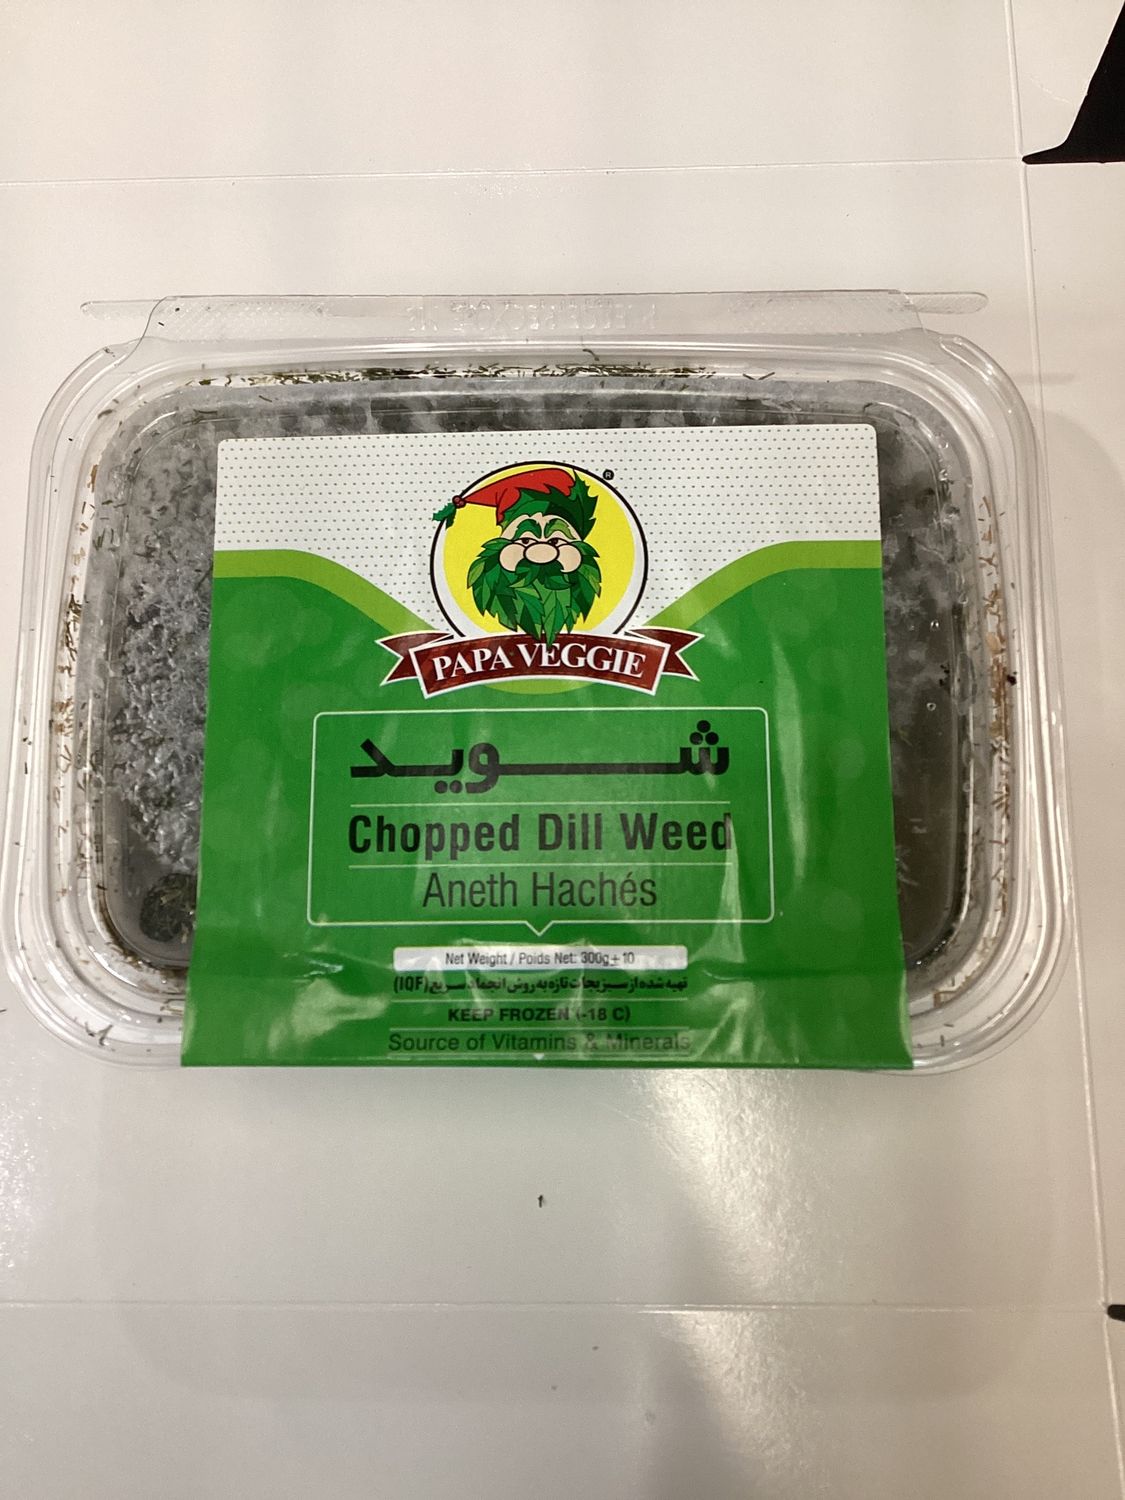 ®
PAPA VEGGIE
شـــویـد
Chopped Dill Weed
Aneth Hachés
Net Weight / Poids Net: 300g±10
تهیه شده از سبزیجات تازه به روش انجماد سریع (IQF)
KEEP FROZEN (-18 C)
Source of Vitamins & Minerals